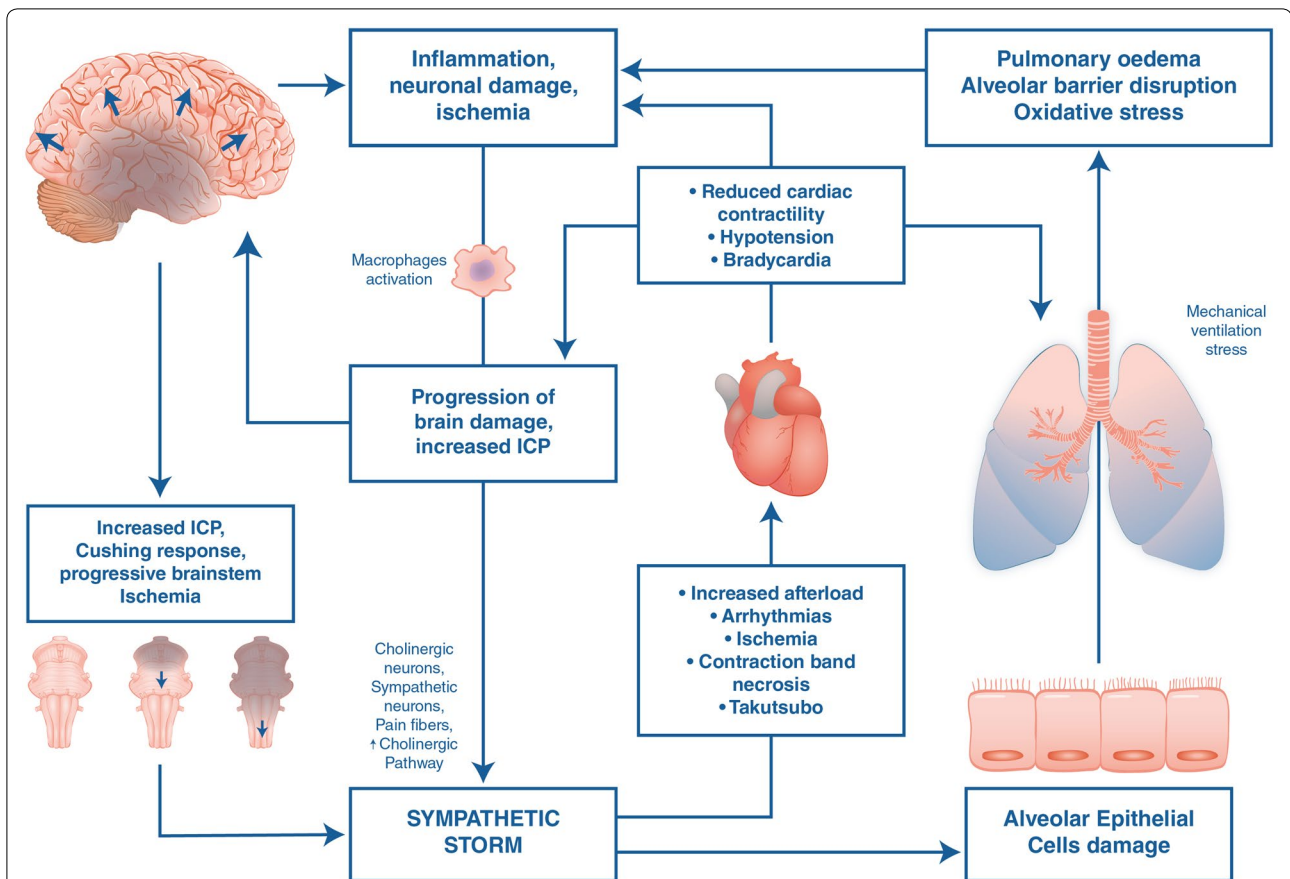 Inflammation,
neuronal damage,
ischemia
Pulmonary oedema
Alveolar barrier disruption
Oxidative stress
• Reduced cardiac
contractility
• Hypotension
• Bradycardia
Macrophages
activation
Mechanical
ventilation
stress
Progression of
brain damage,
increased ICP
Increased ICP,
Cushing response,
progressive brainstem
Ischemia
• Increased afterload
• Arrhythmias
• Ischemia
• Contraction band
necrosis
• Takutsubo
Cholinergic
neurons,
Sympathetic
neurons,
Pain fibers,
↑ Cholinergic
Pathway
SYMPATHETIC
STORM
Alveolar Epithelial
Cells damage